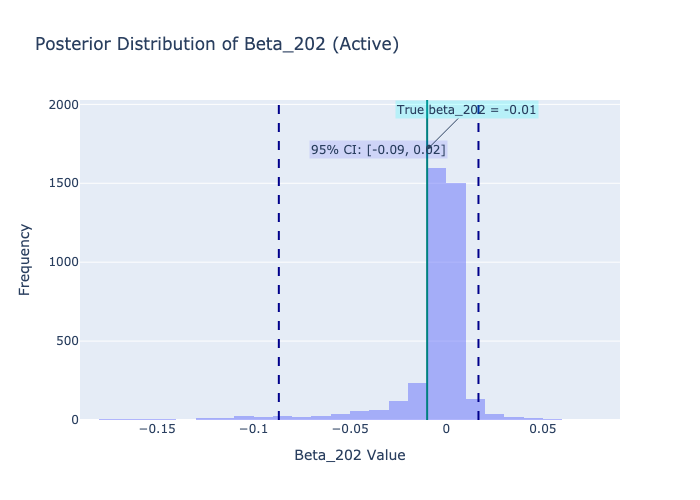 Posterior Distribution of Beta_202 (Active)
True beta_202 = -0.01
95% CI: [-0.09, 0.02]
2000
1500
1000
500
0
Frequency
−0.15
−0.1
−0.05
0
0.05
Beta_202 Value